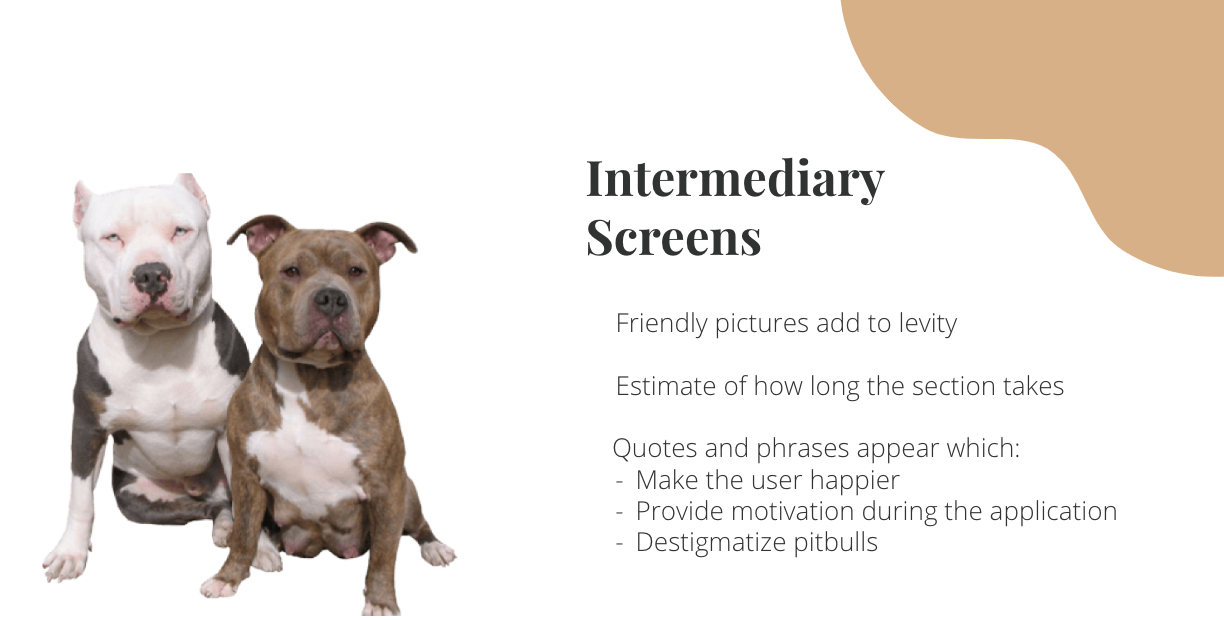 Intermediary
Screens
Friendly pictures add to levity
Estimate of how long the section takes
Quotes and phrases appear which:
- Make the user happier
- Provide motivation during the application
- Destigmatize pitbulls